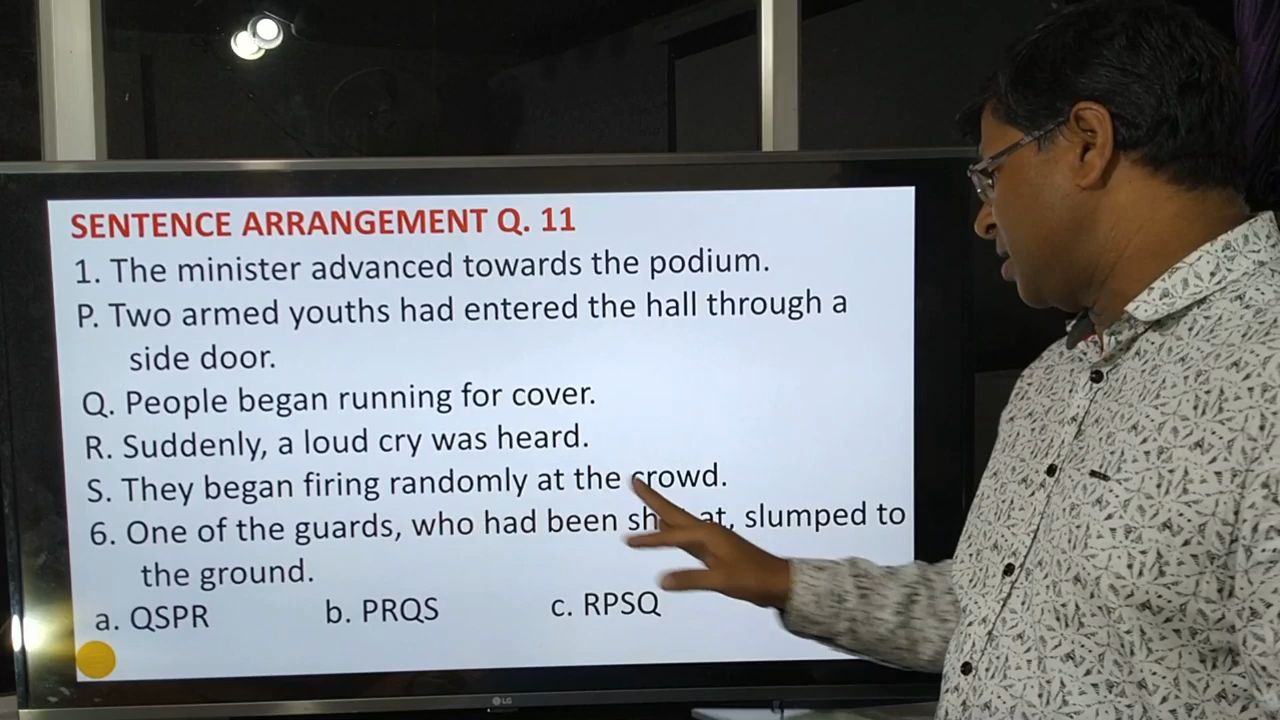 SENTENCE ARRANGEMENT Q. 11
1. The minister advanced towards the podium.
P. Two armed youths had entered the hall through a
side door.
Q. People began running for cover.
R. Suddenly, a loud cry was heard.
S. They began firing randomly at the crowd.
6. One of the guards, who had been slumped to
the ground.
a. QSPR b. PRQS c. RPSQ
LG